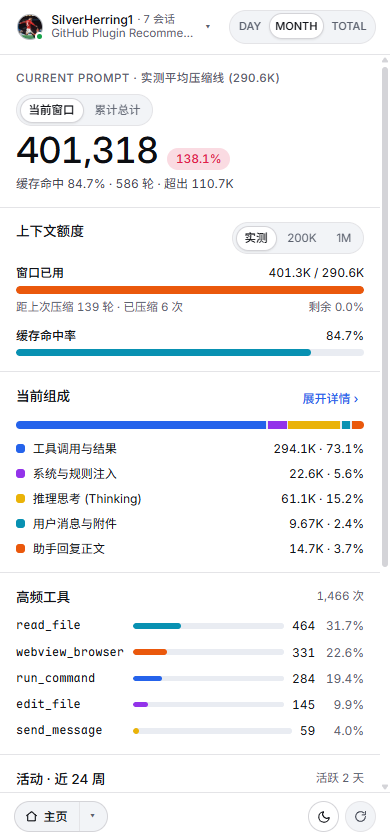 SilverHerring1 · 7 会话
GitHub Plugin Recomme...
DAY MONTH TOTAL
CURRENT PROMPT · 实测平均压缩线 (290.6K)
当前窗口 累计总计
401,318 138.1%
缓存命中 84.7% · 586 轮 · 超出 110.7K
上下文额度 实测 200K 1M
窗口已用 401.3K / 290.6K
距上次压缩 139 轮 · 已压缩 6 次 剩余 0.0%
缓存命中率 84.7%
当前组成 展开详情 ›
工具调用与结果 294.1K · 73.1%
系统与规则注入 22.6K · 5.6%
推理思考 (Thinking) 61.1K · 15.2%
用户消息与附件 9.67K · 2.4%
助手回复正文 14.7K · 3.7%
高频工具 1,466 次
read_file 464 31.7%
webview_browser 331 22.6%
run_command 284 19.4%
edit_file 145 9.9%
send_message 59 4.0%
活动 · 近 24 周 活跃 2 天
主页